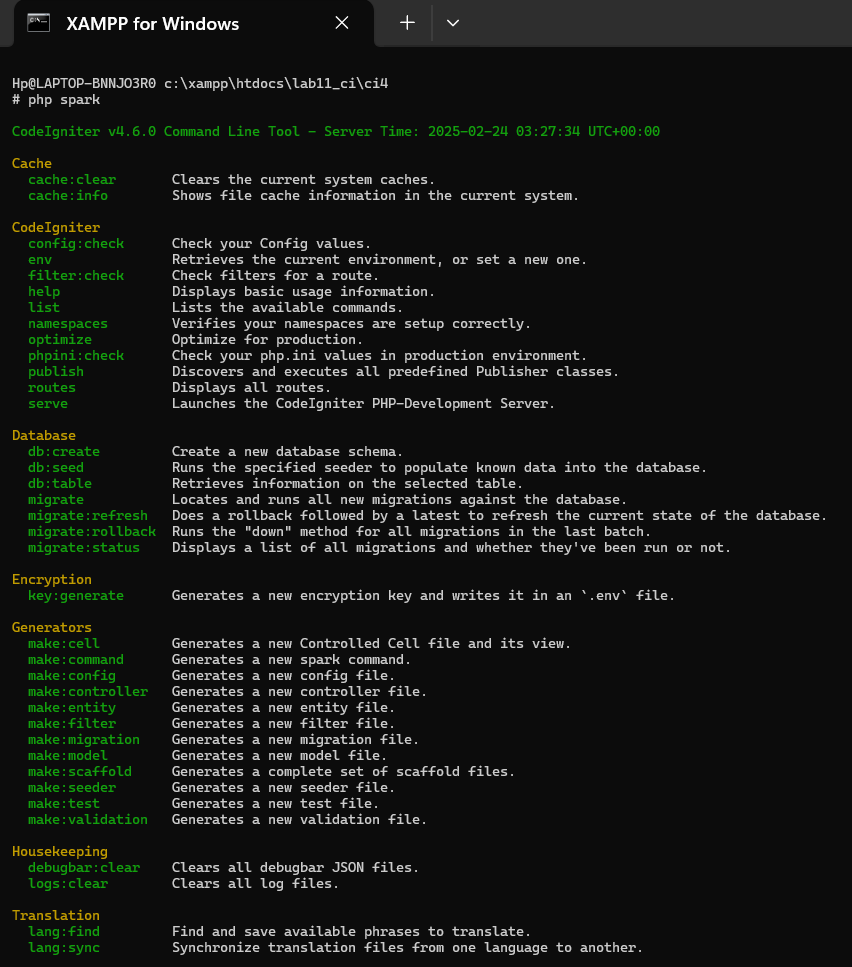 XAMPP for Windows
Hp@LAPTOP-BNNJO3R0 c:\xampp\htdocs\lab11_ci\ci4
# php spark
CodeIgniter v4.6.0 Command Line Tool - Server Time: 2025-02-24 03:27:34 UTC+00:00
Cache
cache:clear Clears the current system caches.
cache:info Shows file cache information in the current system.
CodeIgniter
config:check Check your Config values.
env Retrieves the current environment, or set a new one.
filter:check Check filters for a route.
help Displays basic usage information.
list Lists the available commands.
namespaces Verifies your namespaces are setup correctly.
optimize Optimize for production.
phpini:check Check your php.ini values in production environment.
publish Discovers and executes all predefined Publisher classes.
routes Displays all routes.
serve Launches the CodeIgniter PHP-Development Server.
Database
db:create Create a new database schema.
db:seed Runs the specified seeder to populate known data into the database.
db:table Retrieves information on the selected table.
migrate Locates and runs all new migrations against the database.
migrate:refresh Does a rollback followed by a latest to refresh the current state of the database.
migrate:rollback Runs the "down" method for all migrations in the last batch.
migrate:status Displays a list of all migrations and whether they've been run or not.
Encryption
key:generate Generates a new encryption key and writes it in an `.env` file.
Generators
make:cell Generates a new Controlled Cell file and its view.
make:command Generates a new spark command.
make:config Generates a new config file.
make:controller Generates a new controller file.
make:entity Generates a new entity file.
make:filter Generates a new filter file.
make:migration Generates a new migration file.
make:model Generates a new model file.
make:scaffold Generates a complete set of scaffold files.
make:seeder Generates a new seeder file.
make:test Generates a new test file.
make:validation Generates a new validation file.
Housekeeping
debugbar:clear Clears all debugbar JSON files.
logs:clear Clears all log files.
Translation
lang:find Find and save available phrases to translate.
lang:sync Synchronize translation files from one language to another.